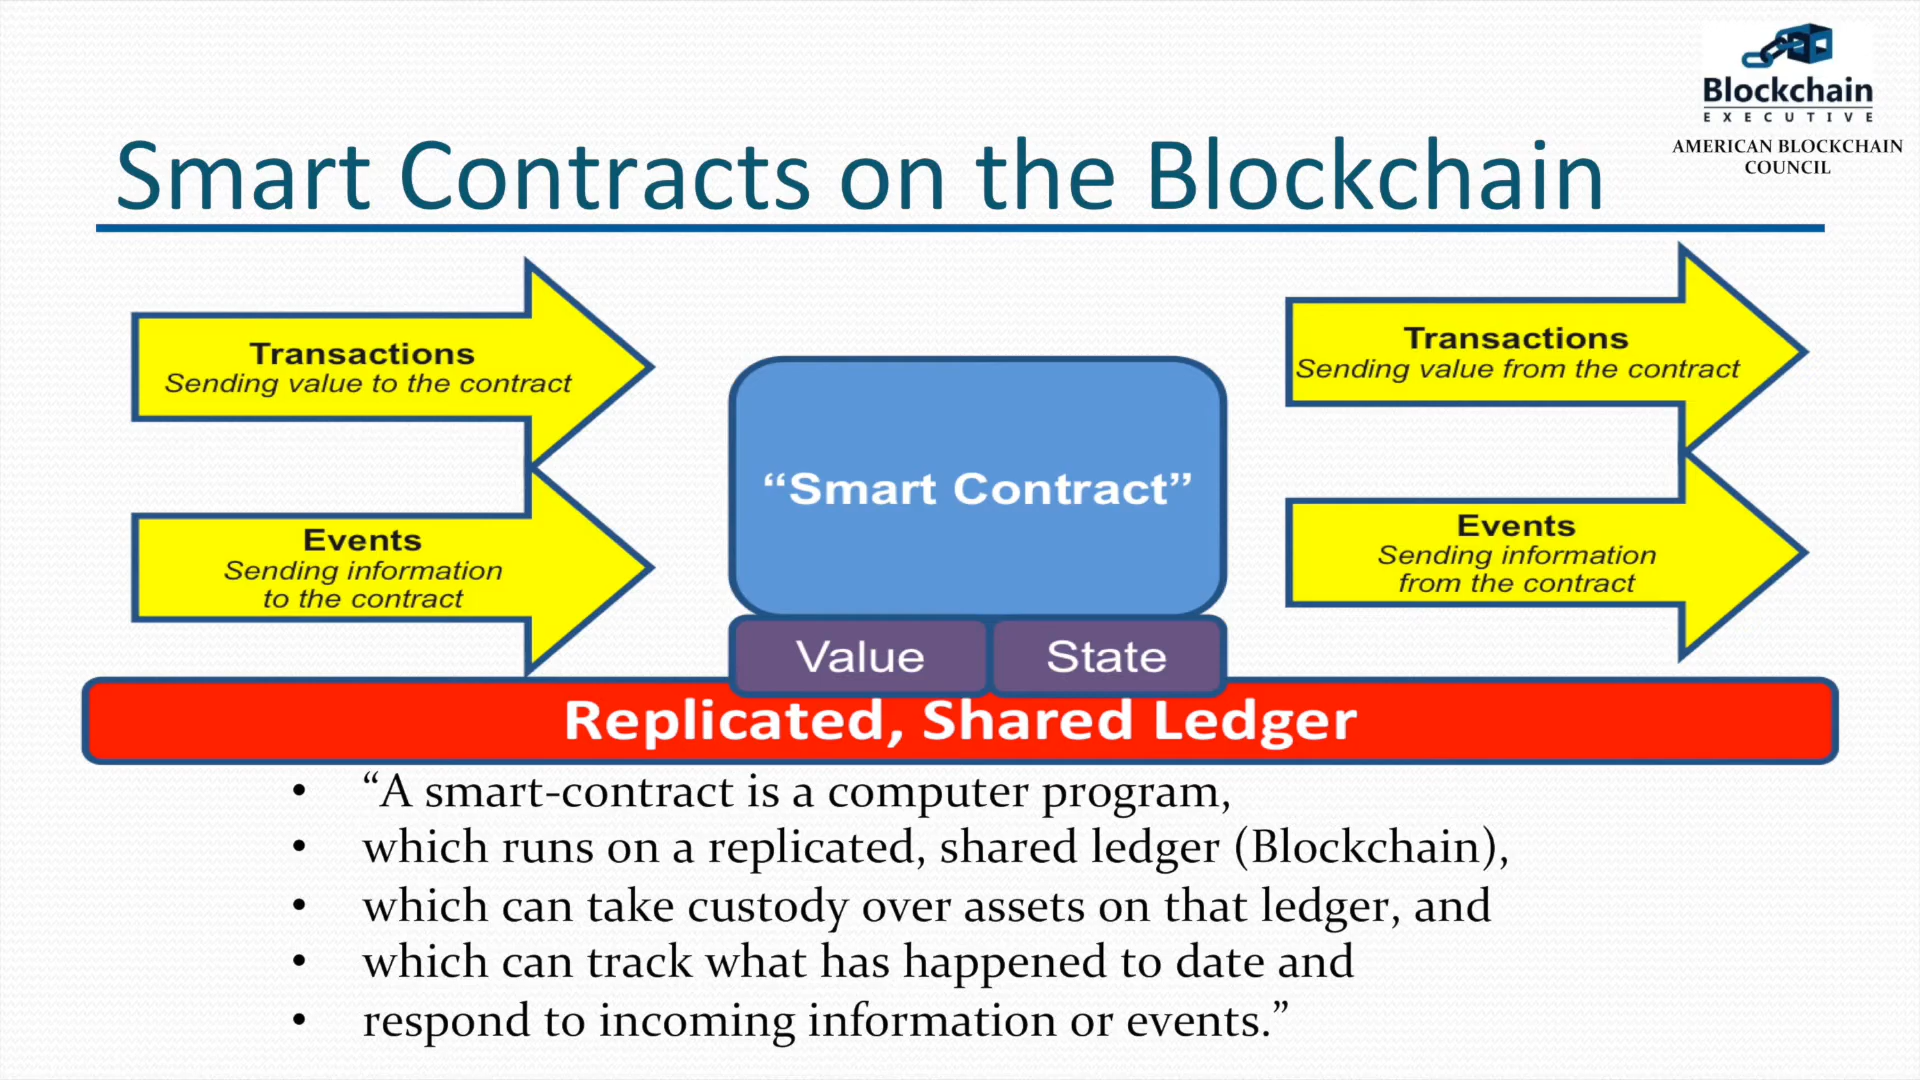 Blockchain
EXECUTIVE
AMERICAN BLOCKCHAIN
COUNCIL
Smart Contracts on the Blockchain
Transactions
Sending value to the contract
Events
Sending information
to the contract
“Smart Contract”
Value
State
Transactions
Sending value from the contract
Events
Sending information
from the contract
Replicated, Shared Ledger
• “A smart-contract is a computer program,
• which runs on a replicated, shared ledger (Blockchain),
• which can take custody over assets on that ledger, and
• which can track what has happened to date and
• respond to incoming information or events.”